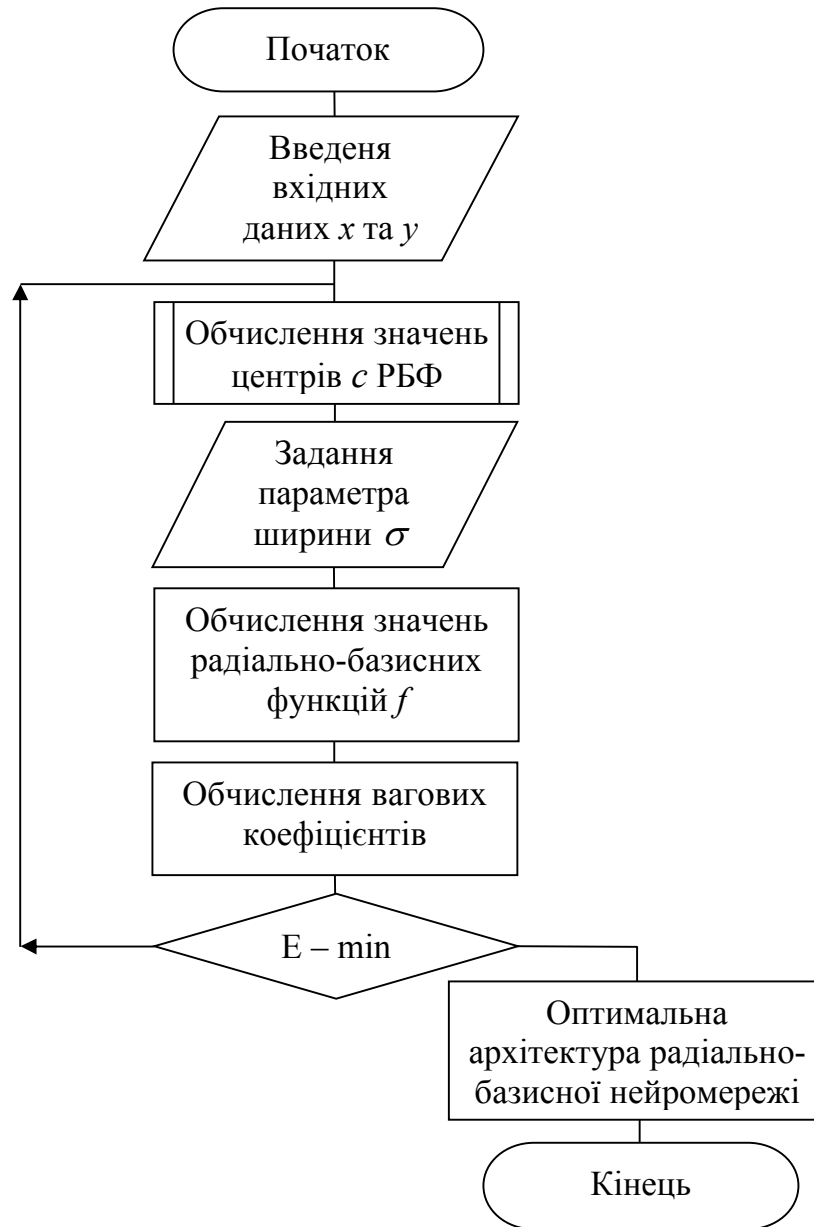 Початок
Введеня
вхідних
даних x та y
Обчислення значень
центрів c РБФ
Задання
параметра
ширини σ
Обчислення значень
радіально-базисних
функцій f
Обчислення вагових
коефіцієнтів
E – min
Оптимальна
архітектура радіально-
базисної нейромережі
Кінець